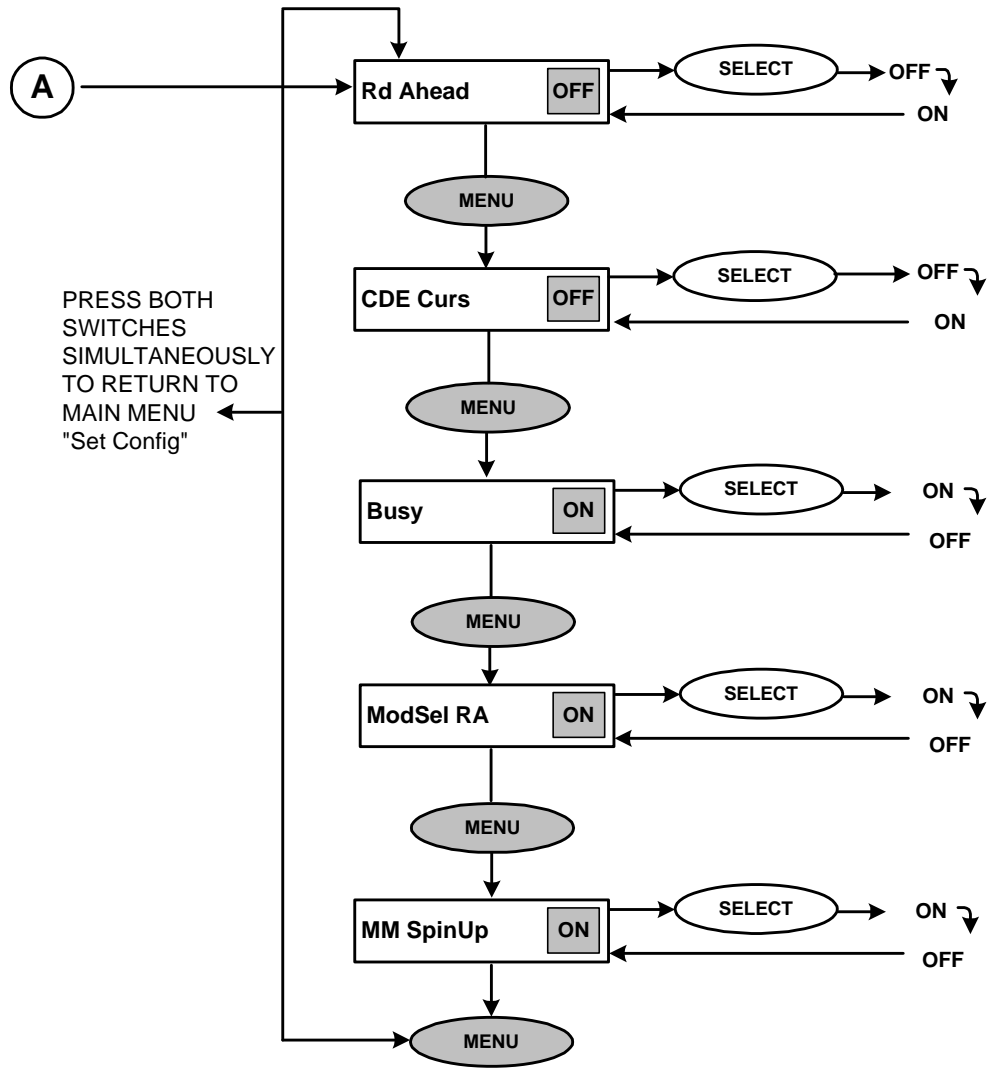 A
Rd Ahead OFF SELECT OFF
ON
MENU
CDE Curs OFF SELECT OFF
ON
PRESS BOTH
SWITCHES
SIMULTANEOUSLY
TO RETURN TO
MAIN MENU
"Set Config"
MENU
Busy ON SELECT ON
OFF
MENU
ModSel RA ON SELECT ON
OFF
MENU
MM SpinUp ON SELECT ON
OFF
MENU